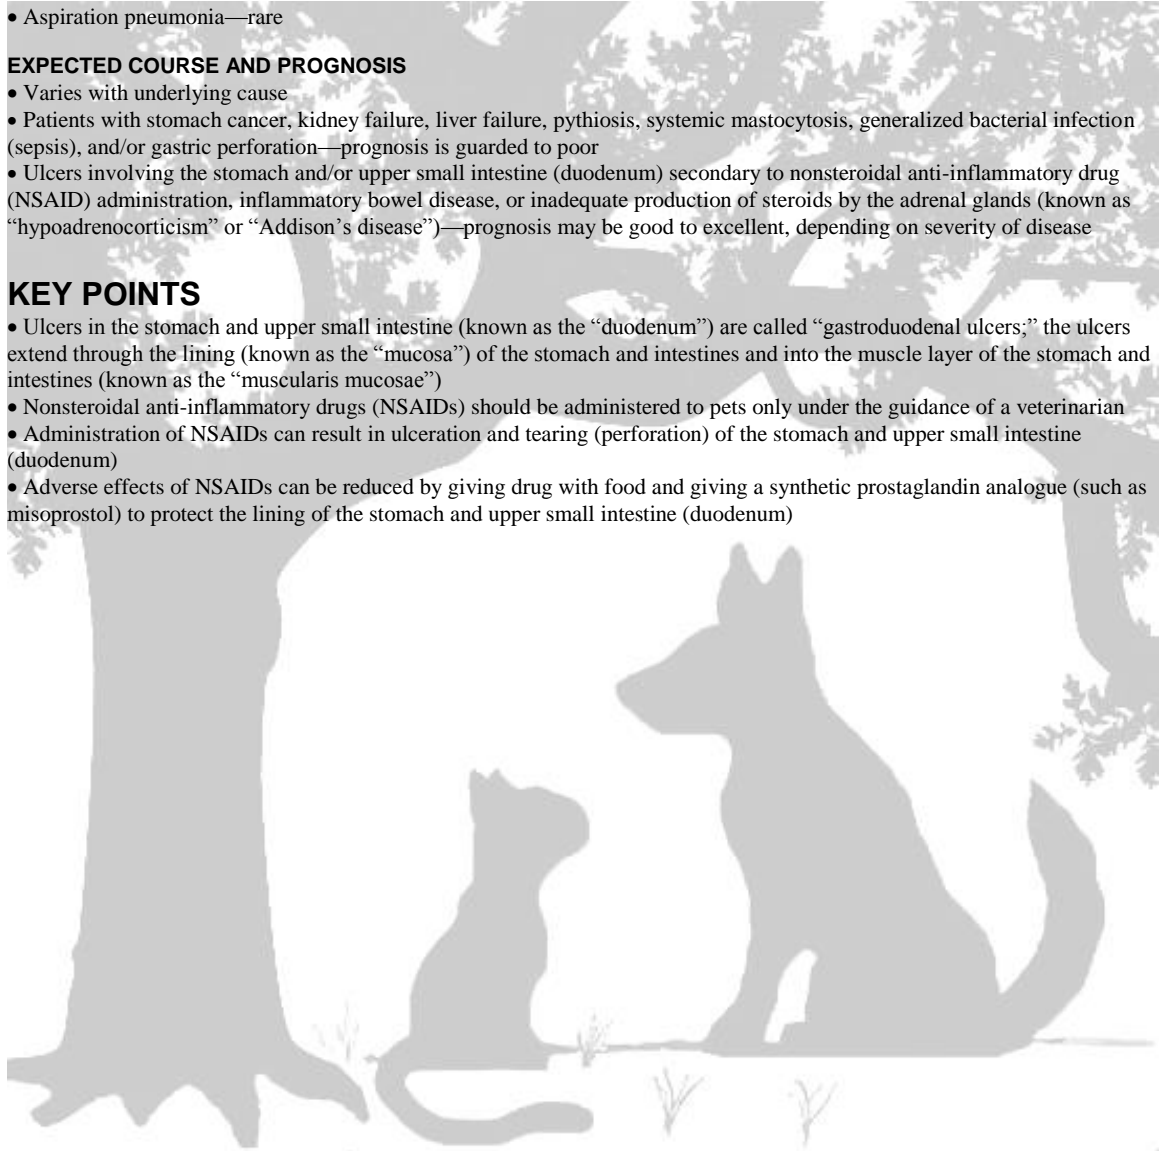 • Aspiration pneumonia—rare
EXPECTED COURSE AND PROGNOSIS
• Varies with underlying cause
• Patients with stomach cancer, kidney failure, liver failure, pythiosis, systemic mastocytosis, generalized bacterial infection
(sepsis), and/or gastric perforation—prognosis is guarded to poor
• Ulcers involving the stomach and/or upper small intestine (duodenum) secondary to nonsteroidal anti-inflammatory drug
(NSAID) administration, inflammatory bowel disease, or inadequate production of steroids by the adrenal glands (known as
“hypoadrenocorticism” or “Addison’s disease”)—prognosis may be good to excellent, depending on severity of disease
KEY POINTS
• Ulcers in the stomach and upper small intestine (known as the “duodenum”) are called “gastroduodenal ulcers;” the ulcers
extend through the lining (known as the “mucosa”) of the stomach and intestines and into the muscle layer of the stomach and
intestines (known as the “muscularis mucosae”)
• Nonsteroidal anti-inflammatory drugs (NSAIDs) should be administered to pets only under the guidance of a veterinarian
• Administration of NSAIDs can result in ulceration and tearing (perforation) of the stomach and upper small intestine
(duodenum)
• Adverse effects of NSAIDs can be reduced by giving drug with food and giving a synthetic prostaglandin analogue (such as
misoprostol) to protect the lining of the stomach and upper small intestine (duodenum)